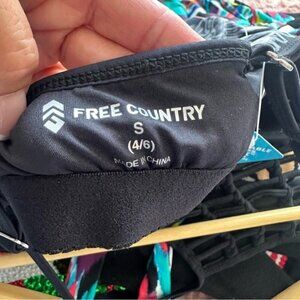 FREE COUNTRY
S
(4/6)
MADE IN CHINA